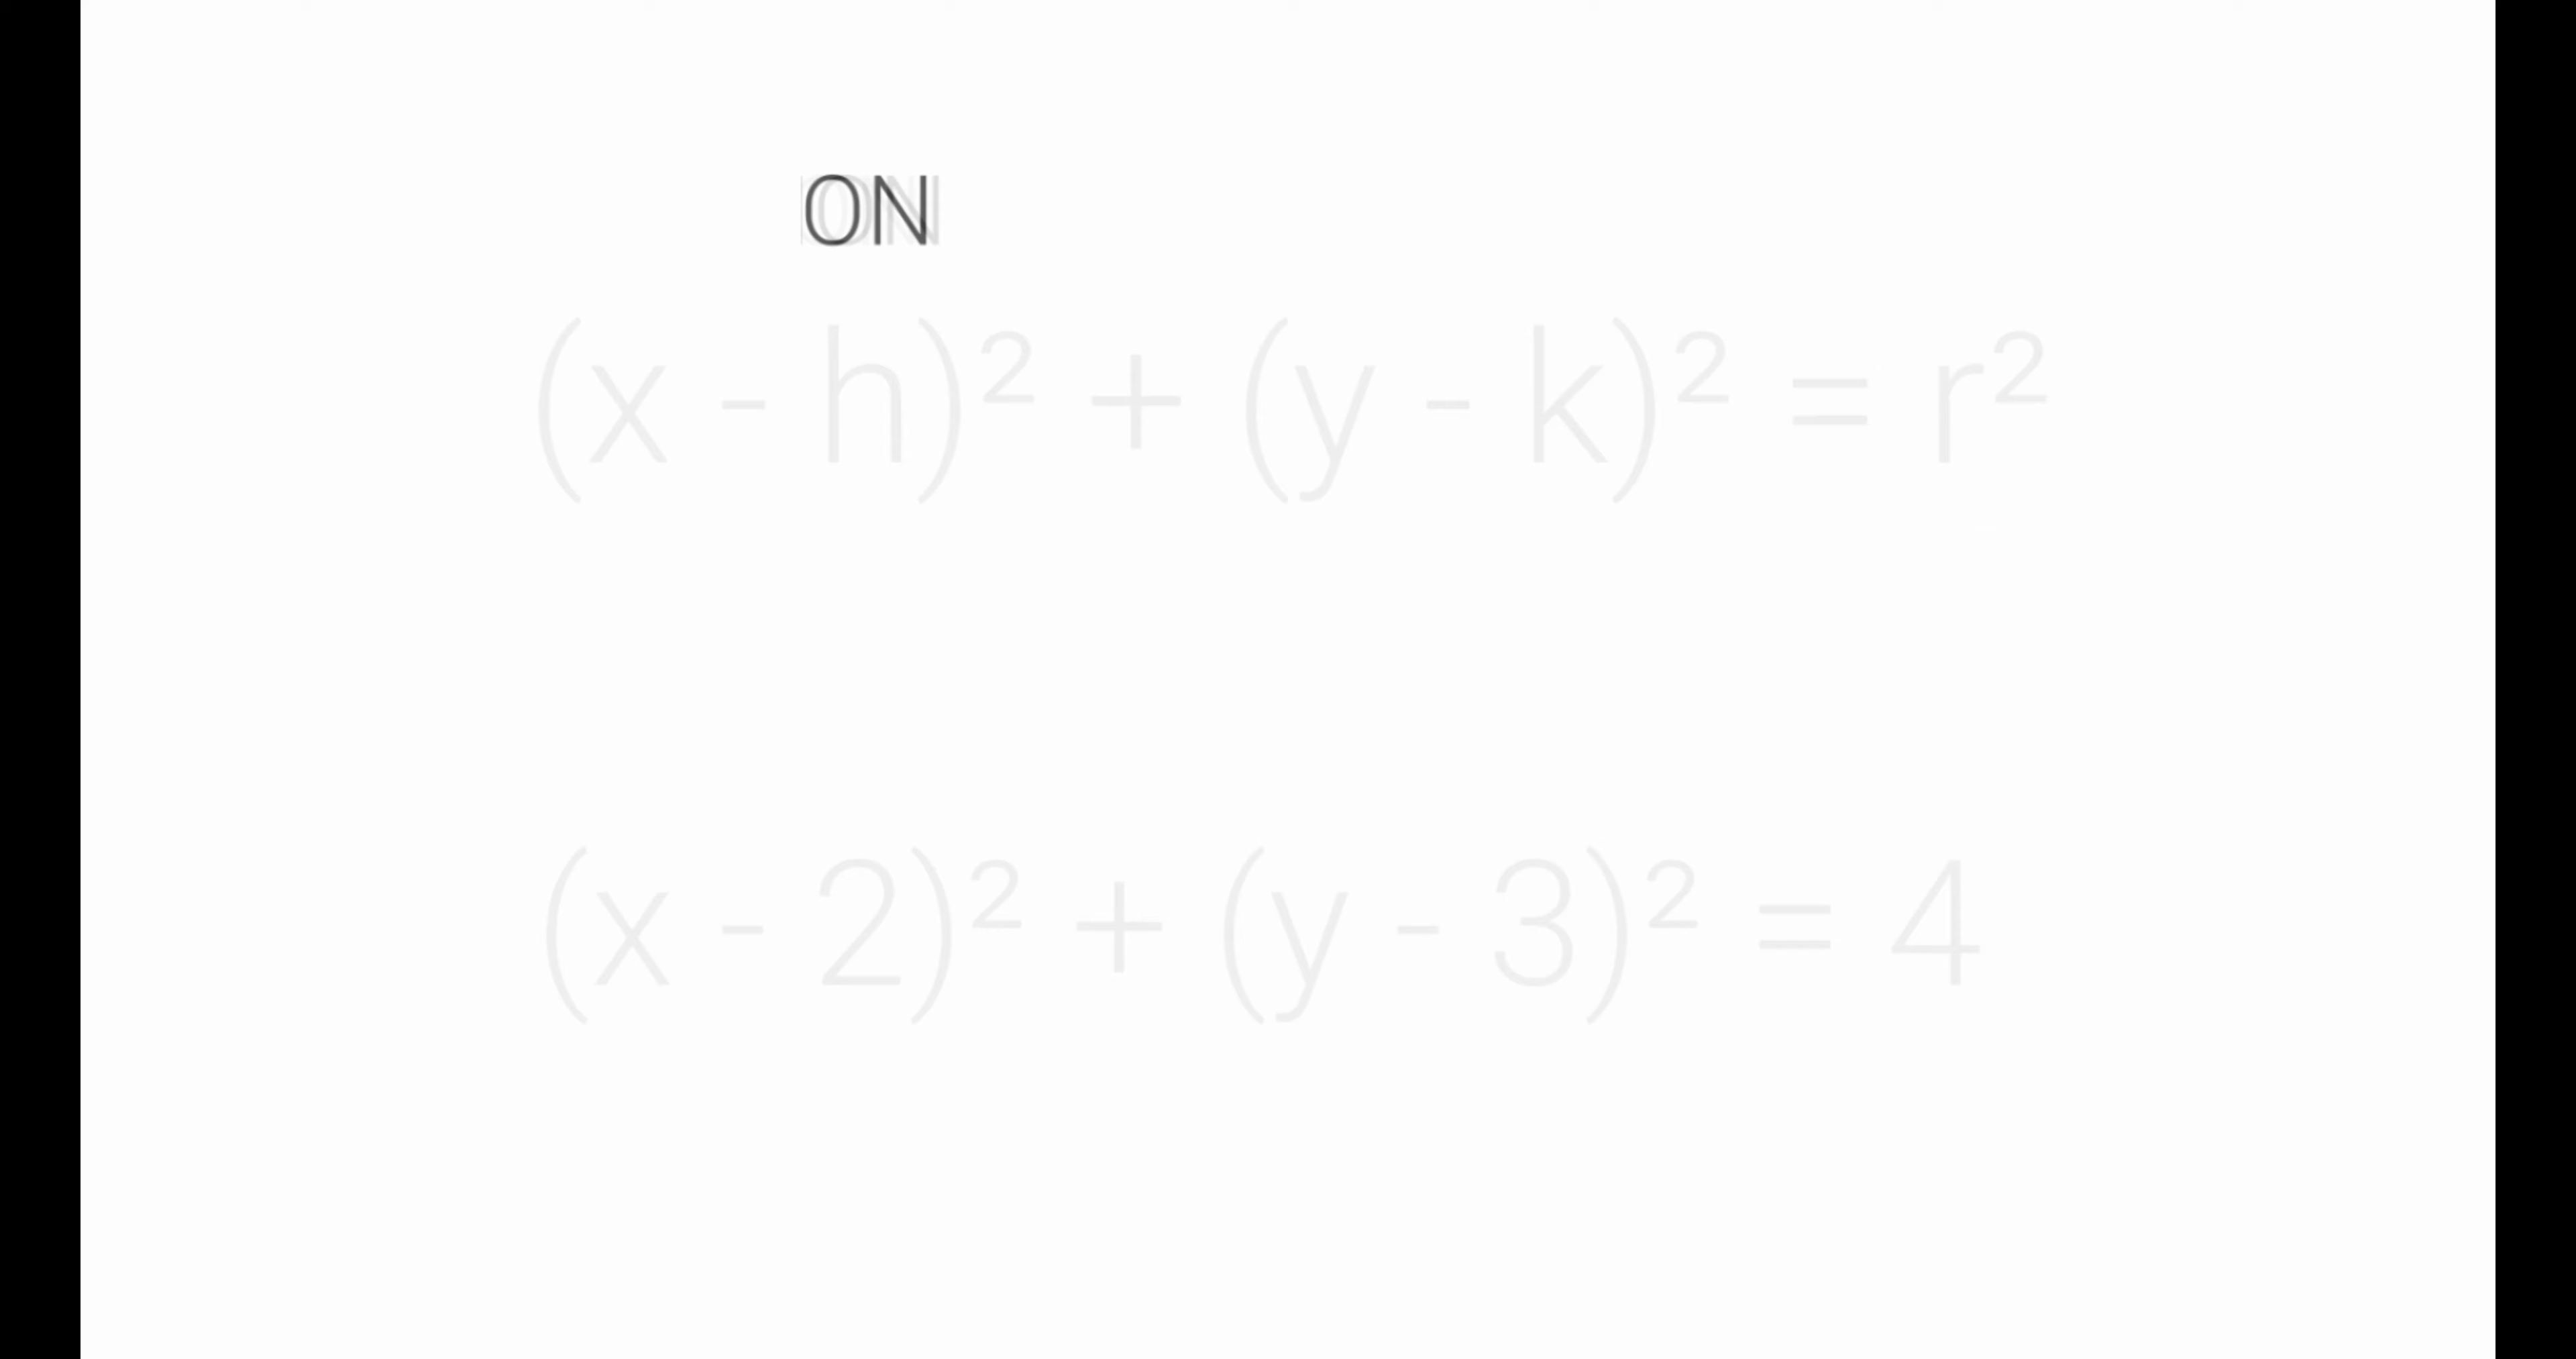 ON
(x - h)² + (y - k)² = r²
(x - 2)² + (y - 3)² = 4